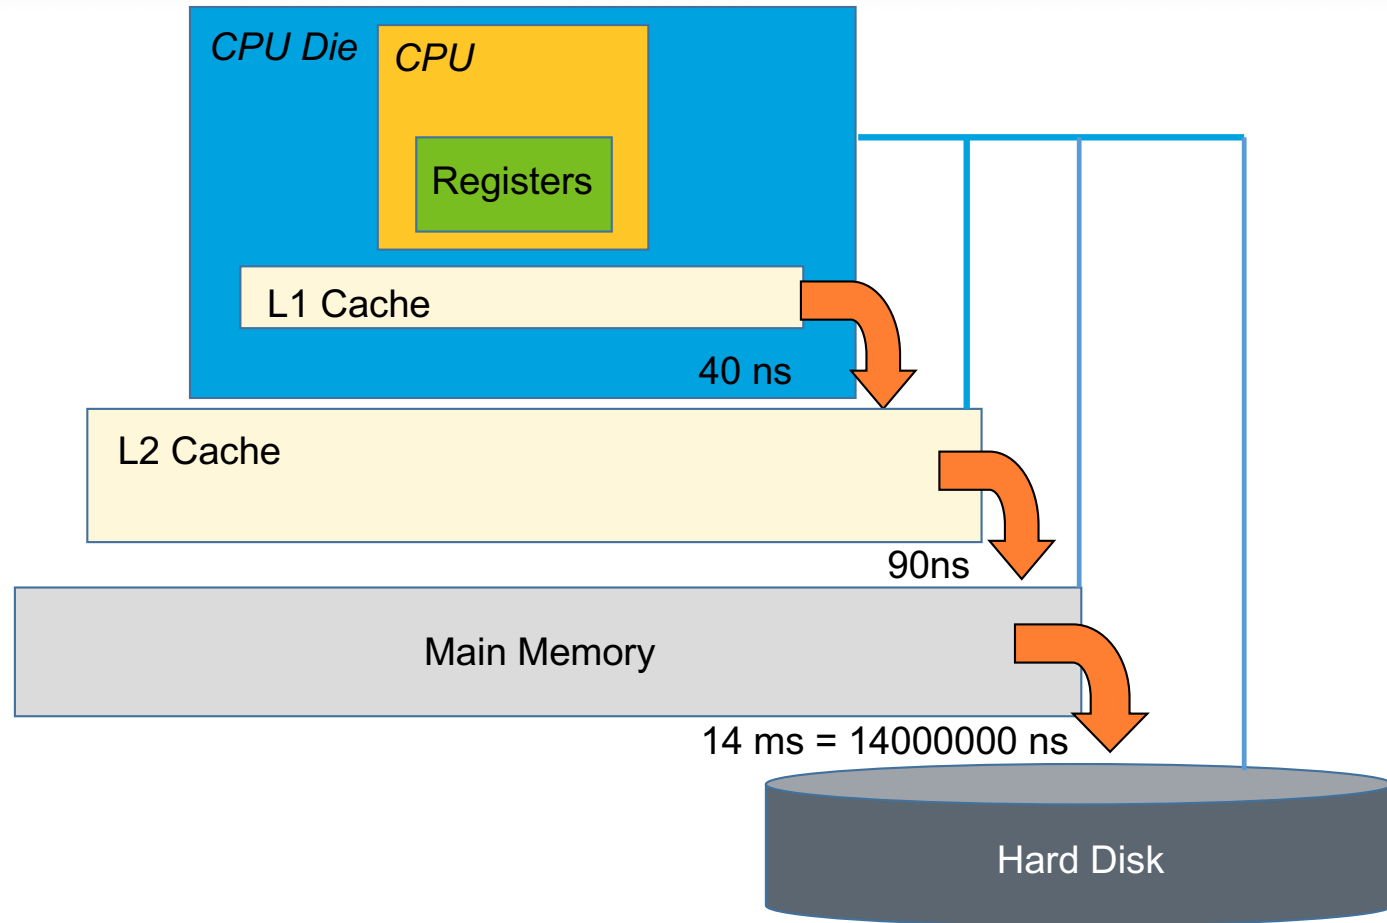 CPU Die
CPU
Registers
L1 Cache
40 ns
L2 Cache
90ns
Main Memory
14 ms = 14000000 ns
Hard Disk